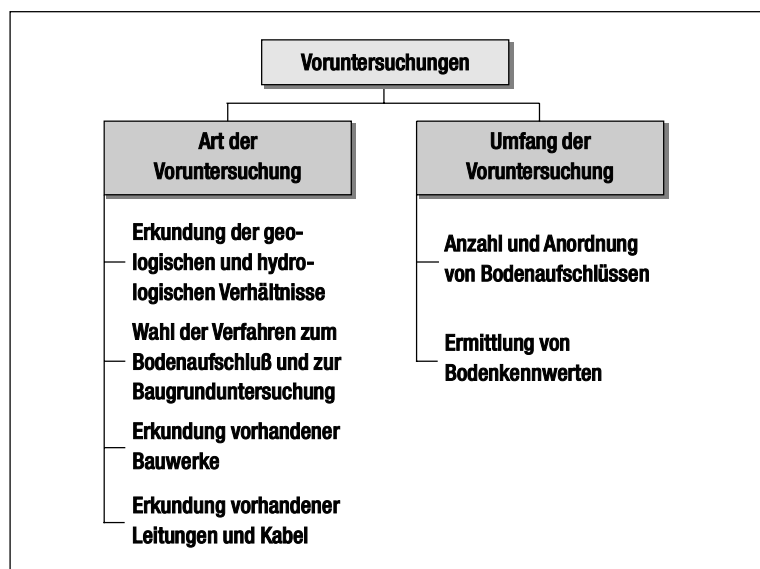 Voruntersuchungen
Art der
Voruntersuchung
Erkundung der geo-
logischen und hydro-
logischen Verhältnisse
Wahl der Verfahren zum
Bodenaufschluß und zur
Baugrunduntersuchung
Erkundung vorhandener
Bauwerke
Erkundung vorhandener
Leitungen und Kabel
Umfang der
Voruntersuchung
Anzahl und Anordnung
von Bodenaufschlüssen
Ermittlung von
Bodenkennwerten